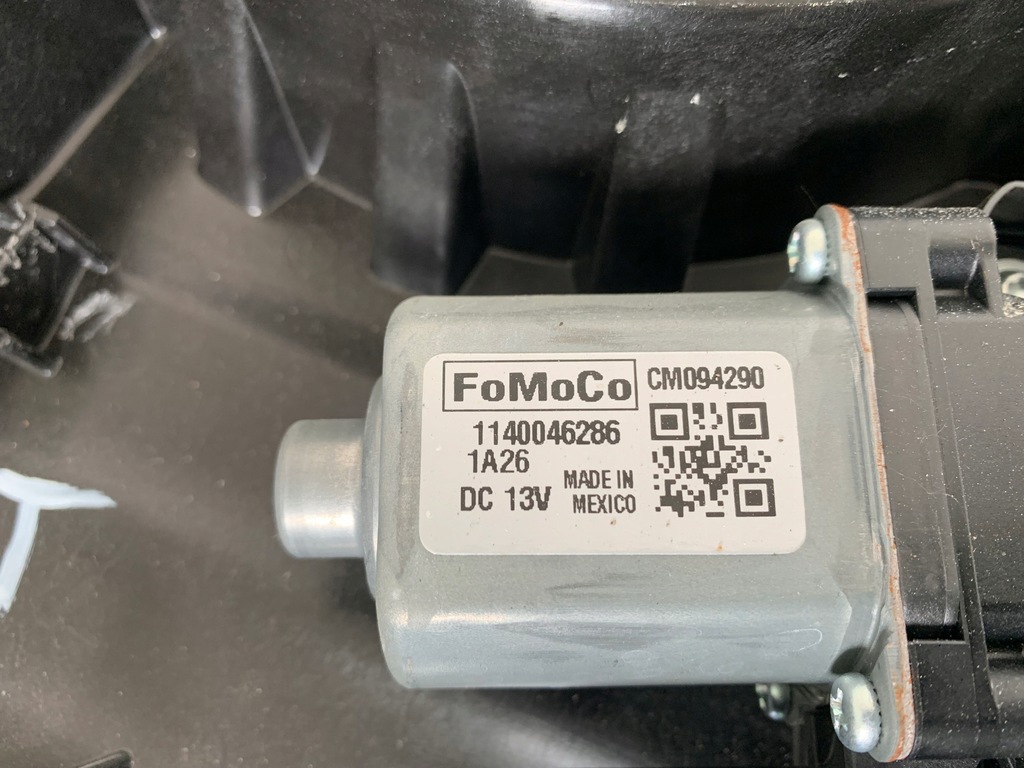 FoMoCo CM094290
1140046286
1A26
DC 13V MADE IN
MEXICO